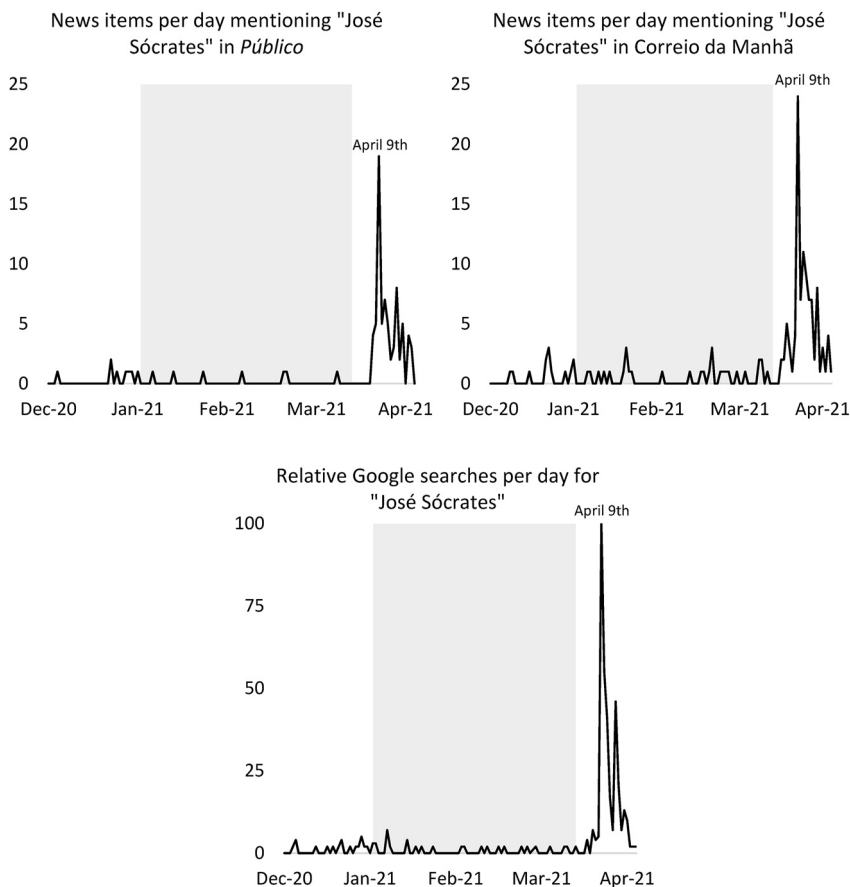 News items per day mentioning "José
Sócrates" in Público
25
20
15
10
5
0
April 9th
Dec-20 Jan-21 Feb-21 Mar-21 Apr-21
News items per day mentioning "José
Sócrates" in Correio da Manhã
25
20
15
10
5
0
April 9th
Dec-20 Jan-21 Feb-21 Mar-21 Apr-21
Relative Google searches per day for
"José Sócrates"
100
75
50
25
0
April 9th
Dec-20 Jan-21 Feb-21 Mar-21 Apr-21